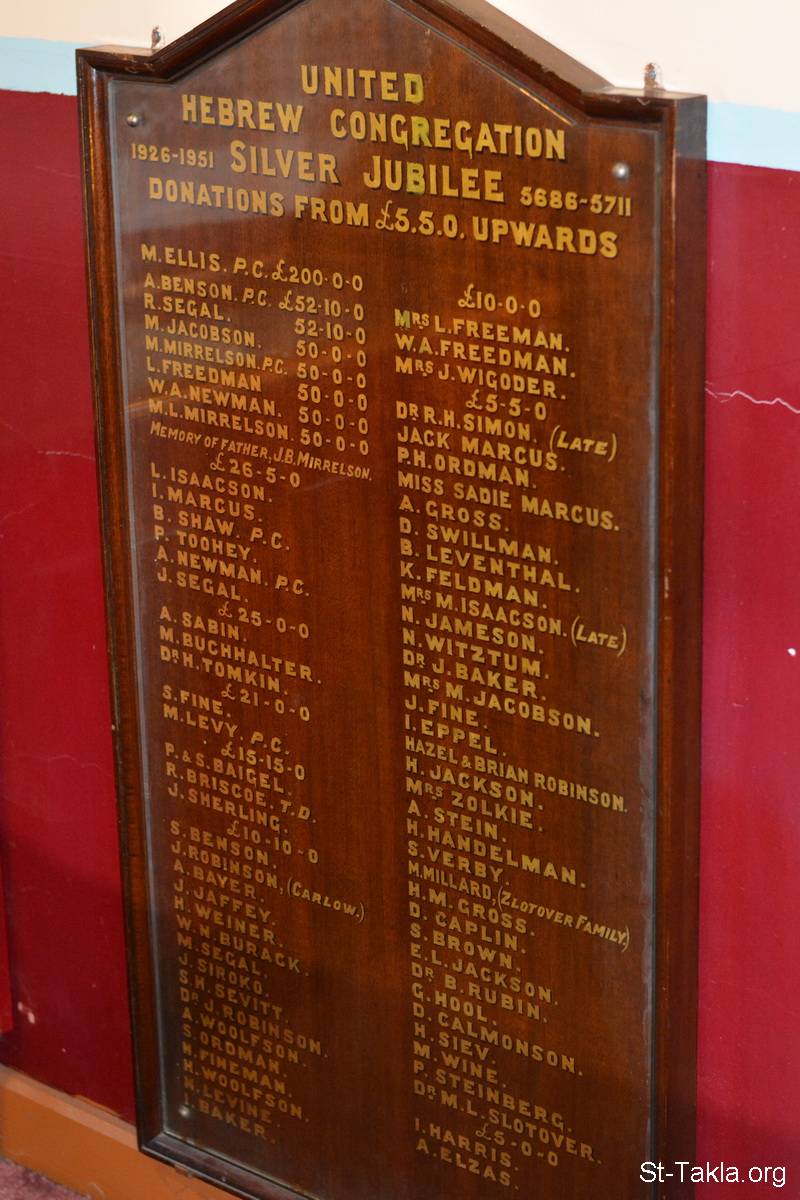 UNITED
HEBREW CONGREGATION
1926-1951 SILVER JUBILEE 5686-5711
DONATIONS FROM £5.5.0. UPWARDS
M. ELLIS. P.C. £200-0-0
A. BENSON. P.C. £52-10-0
R. SEGAL. 52-10-0
M. JACOBSON. 50-0-0
M. MIRRELSON. P.C. 50-0-0
L. FREEDMAN 50-0-0
W.A. NEWMAN. 50-0-0
M.L. MIRRELSON. 50-0-0
MEMORY OF FATHER, J.B. MIRRELSON.
£26-5-0
L. ISAACSON.
I. MARCUS.
B. SHAW. P.C.
P. TOOHEY.
A. NEWMAN. P.C.
J. SEGAL.
£25-0-0
A. SABIN.
M. BUCHHALTER.
DR H. TOMKIN.
£21-0-0
S. FINE.
M. LEVY. P.C.
£15-15-0
P. & S. BAIGEL.
R. BRISCOE. T.D.
J. SHERLING.
£10-10-0
S. BENSON.
J. ROBINSON, (CARLOW.)
A. BAYER.
J. JAFFEY.
H. WEINER.
W.N. BURACK.
M. SEGAL.
J. SIROKO.
S.H. SEVITT.
DR J. ROBINSON.
A. WOOLFSON.
S. ORDMAN.
N. FINEMAN.
H. WOOLFSON.
N. LEVINE.
I. BAKER.
£10-0-0
MRS L. FREEMAN.
W.A. FREEDMAN.
MRS J. WIGODER.
£5-5-0
DR R.H. SIMON. (LATE)
JACK MARCUS.
P.H. ORDMAN.
MISS SADIE MARCUS.
A. GROSS.
D. SWILLMAN.
B. LEVENTHAL.
K. FELDMAN.
MRS M. ISAACSON. (LATE)
N. JAMESON.
N. WITZTUM.
DR J. BAKER.
MRS M. JACOBSON.
J. FINE.
I. EPPEL.
HAZEL & BRIAN ROBINSON.
H. JACKSON.
MRS ZOLKIE.
A. STEIN.
H. HANDELMAN.
S. VERBY.
M. MILLARD, (ZLOTOVER FAMILY.)
H.M. GROSS.
D. CAPLIN.
S. BROWN.
E.L. JACKSON.
DR B. RUBIN.
G. HOOL.
D. CALMONSON.
H. SIEV.
M. WINE.
P. STEINBERG.
DR M.L. SLOTOVER.
£5-0-0
I. HARRIS.
A. ELZAS.
St-Takla.org